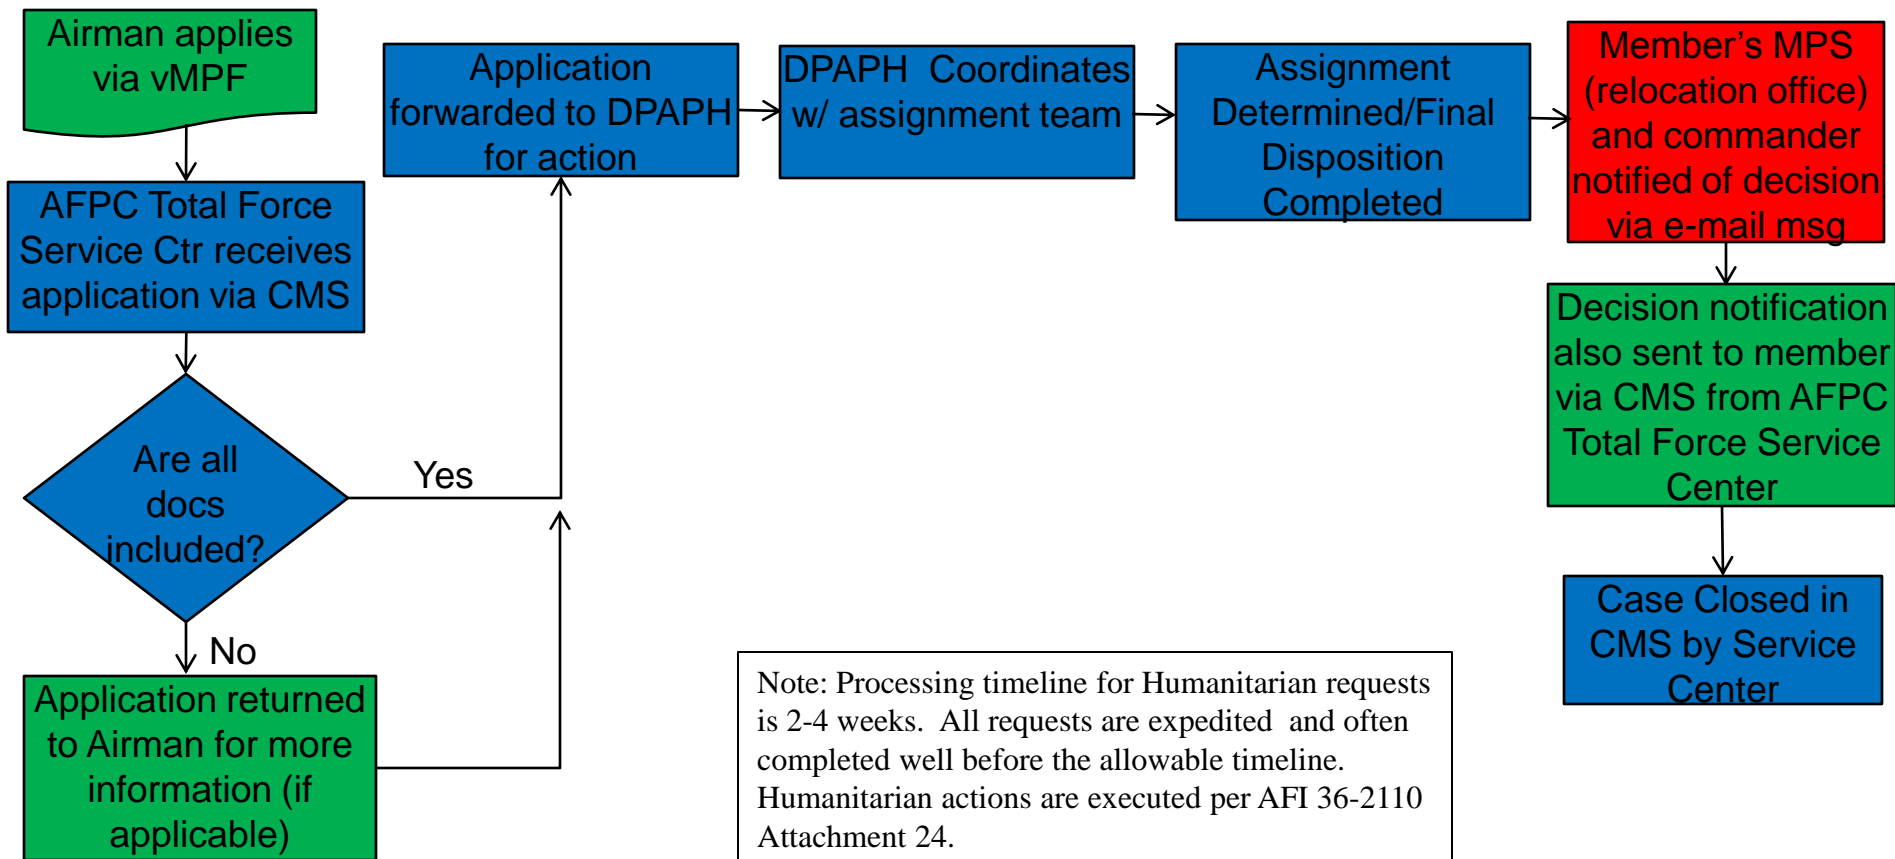 Airman applies
via vMPF
AFPC Total Force
Service Ctr receives
application via CMS
Are all
docs
included?
Yes
No
Application returned
to Airman for more
information (if
applicable)
Application
forwarded to DPAPH
for action
DPAPH  Coordinates
w/ assignment team
Assignment
Determined/Final
Disposition
Completed
Member’s MPS
(relocation office)
and commander
notified of decision
via e-mail msg
Decision notification
also sent to member
via CMS from AFPC
Total Force Service
Center
Case Closed in
CMS by Service
Center
Note: Processing timeline for Humanitarian requests
is 2-4 weeks.  All requests are expedited  and often
completed well before the allowable timeline.
Humanitarian actions are executed per AFI 36-2110
Attachment 24.